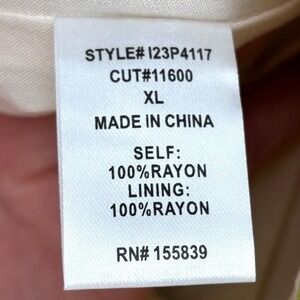 STYLE# I23P4117
CUT#11600
XL
MADE IN CHINA
SELF:
100%RAYON
LINING:
100%RAYON
RN# 155839